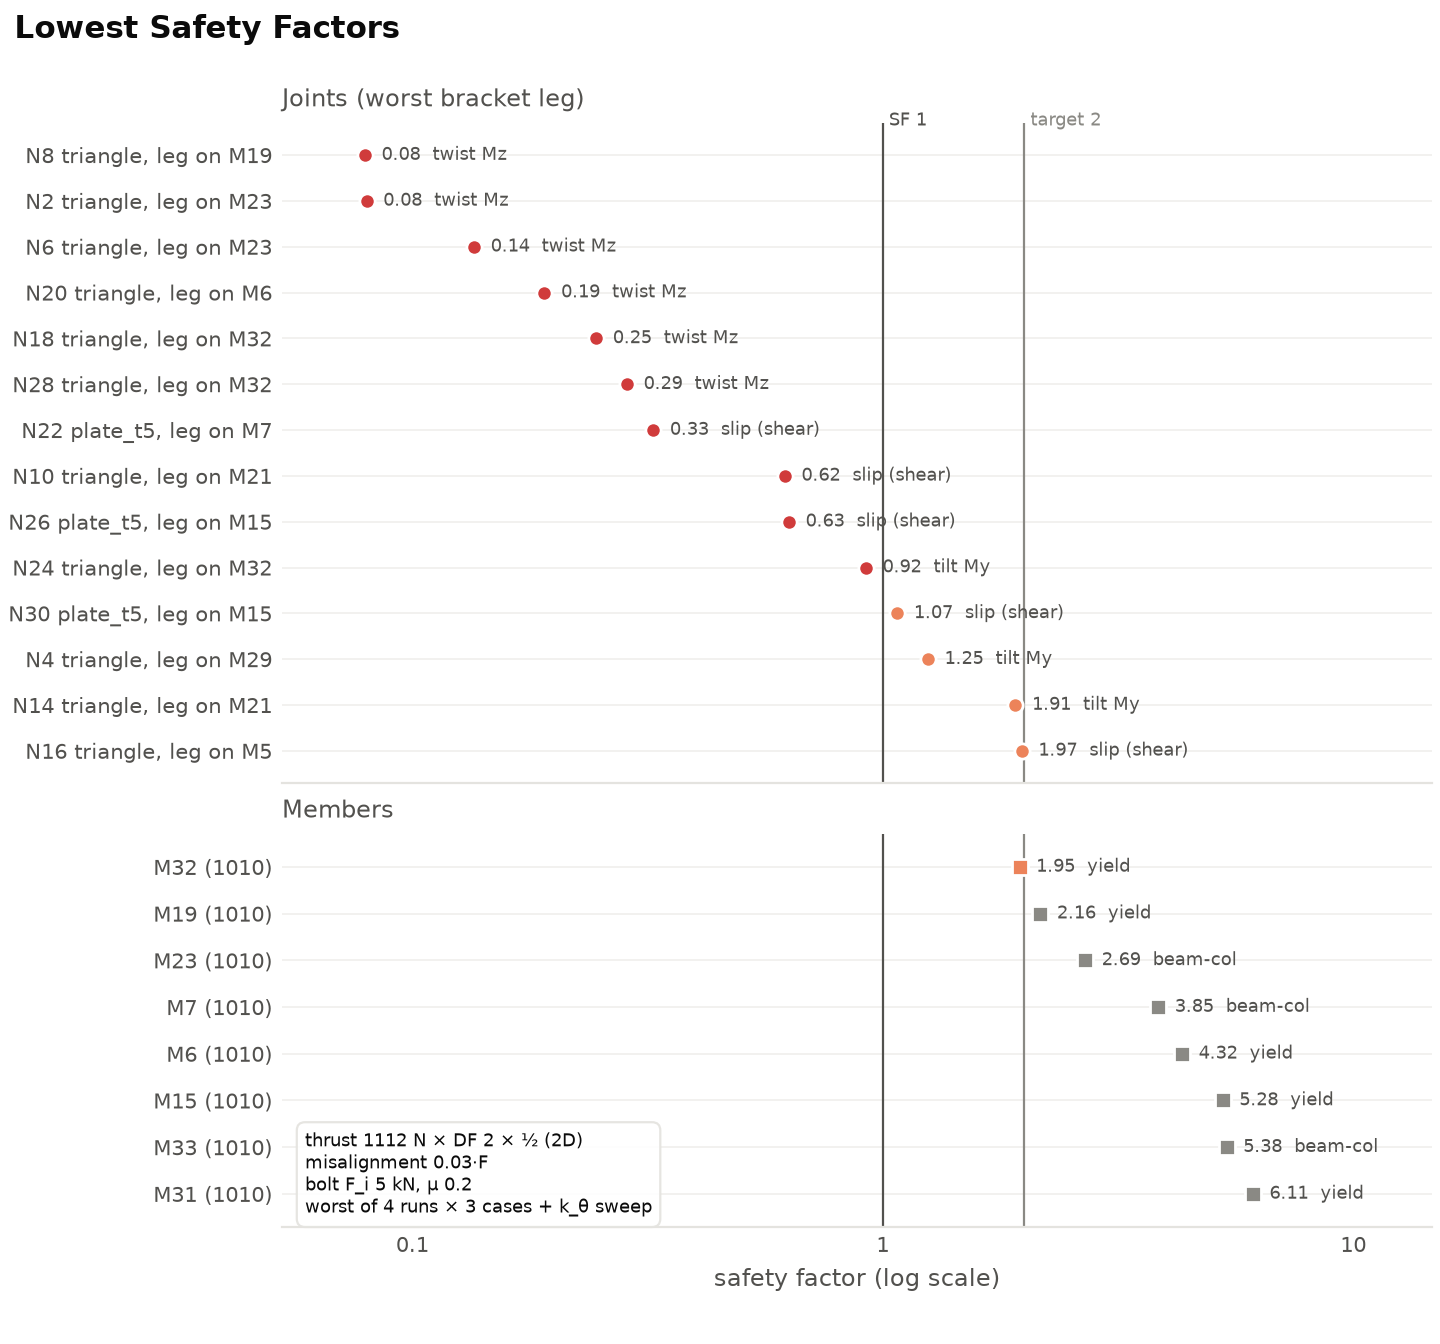 Lowest Safety Factors
Joints (worst bracket leg)
SF 1
target 2
N8 triangle, leg on M19 0.08 twist Mz
N2 triangle, leg on M23 0.08 twist Mz
N6 triangle, leg on M23 0.14 twist Mz
N20 triangle, leg on M6 0.19 twist Mz
N18 triangle, leg on M32 0.25 twist Mz
N28 triangle, leg on M32 0.29 twist Mz
N22 plate_t5, leg on M7 0.33 slip (shear)
N10 triangle, leg on M21 0.62 slip (shear)
N26 plate_t5, leg on M15 0.63 slip (shear)
N24 triangle, leg on M32 0.92 tilt My
N30 plate_t5, leg on M15 1.07 slip (shear)
N4 triangle, leg on M29 1.25 tilt My
N14 triangle, leg on M21 1.91 tilt My
N16 triangle, leg on M5 1.97 slip (shear)
Members
M32 (1010) 1.95 yield
M19 (1010) 2.16 yield
M23 (1010) 2.69 beam-col
M7 (1010) 3.85 beam-col
M6 (1010) 4.32 yield
M15 (1010) 5.28 yield
M33 (1010) 5.38 beam-col
M31 (1010) 6.11 yield
thrust 1112 N × DF 2 × ½ (2D)
misalignment 0.03·F
bolt F_i 5 kN, μ 0.2
worst of 4 runs × 3 cases + k_θ sweep
0.1 1 10
safety factor (log scale)